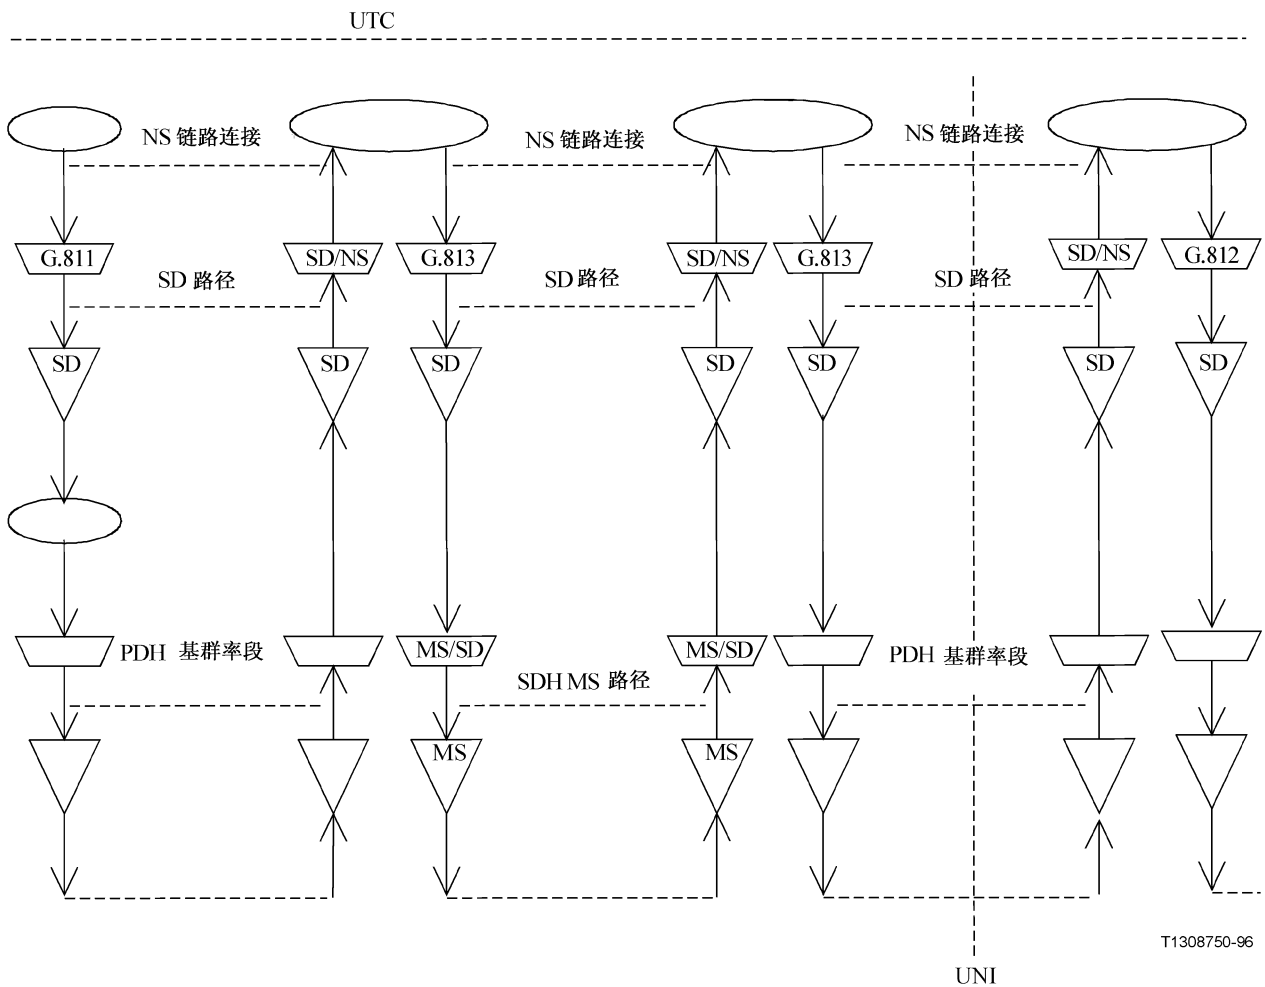 UTC
NS 链路连接
NS 链路连接
NS 链路连接
G.811
SD/NS
G.813
SD/NS
G.813
SD/NS
G.812
SD 路径
SD 路径
SD 路径
SD
SD
SD
SD
SD
SD
SD
PDH 基群率段
MS/SD
MS/SD
PDH 基群率段
SDH MS 路径
MS
MS
T1308750-96
UNI